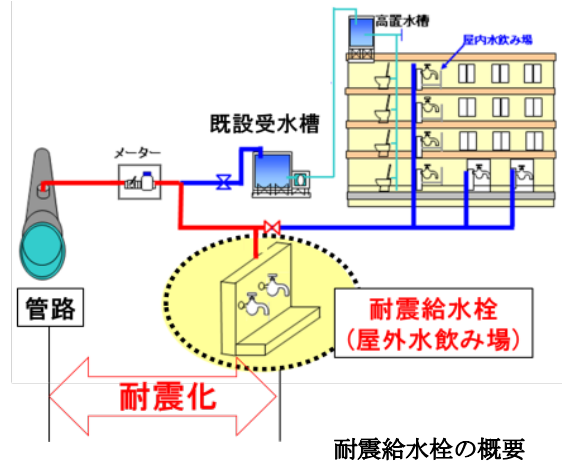 高置水槽
屋内水飲み場
既設受水槽
メーター
管路
耐震給水栓
（屋外水飲み場）
耐震化
耐震給水栓の概要